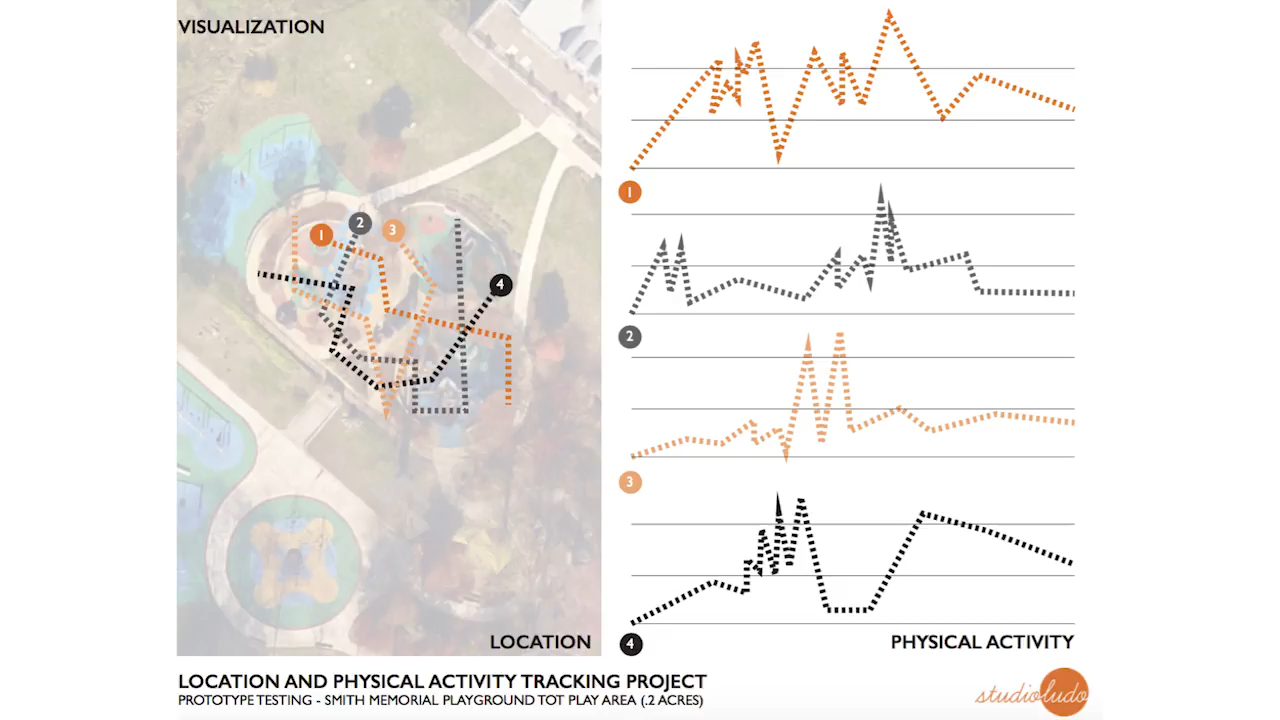 VISUALIZATION
1
2
3
4
LOCATION
1
2
3
4
PHYSICAL ACTIVITY
LOCATION AND PHYSICAL ACTIVITY TRACKING PROJECT
PROTOTYPE TESTING - SMITH MEMORIAL PLAYGROUND TOT PLAY AREA (.2 ACRES)
studioludo